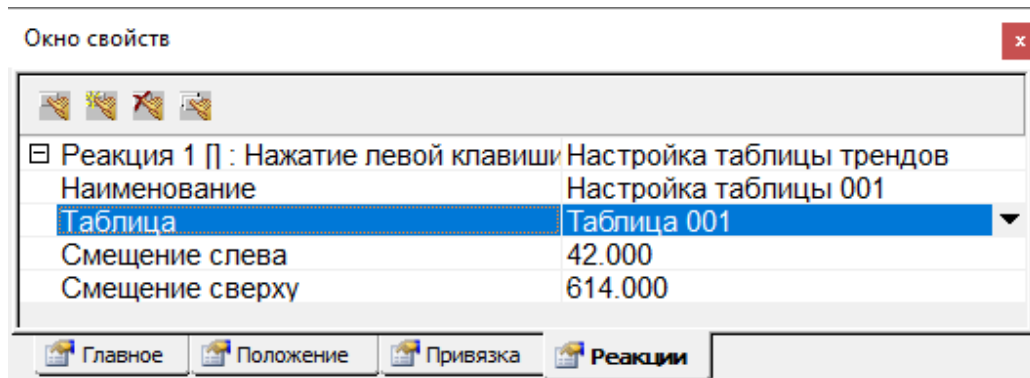 Окно свойств
x
Реакция 1 [] : Нажатие левой клавиши Настройка таблицы трендов
Наименование Настройка таблицы 001
Таблица Таблица 001
Смещение слева 42.000
Смещение сверху 614.000
Главное Положение Привязка Реакции